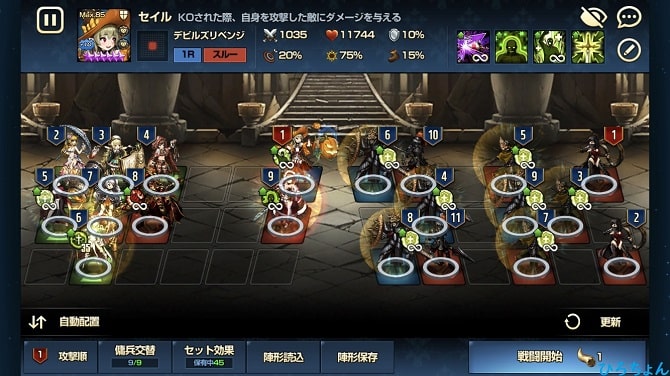 Max.85
セイル KOされた際、自身を攻撃した敵にダメージを与える
デビルズリベンジ
1R スルー
1035 11744 10%
20% 75% 15%
∞ ∞ ∞
2 3 4 1 6 10 5 1
5 7 8 9 4 9 3
6 8 11 7 2
35
自動配置
更新
1 攻撃順
傭兵交替
9/9
セット効果
保有中45
陣形読込
陣形保存
戦闘開始 1
ひろちょん